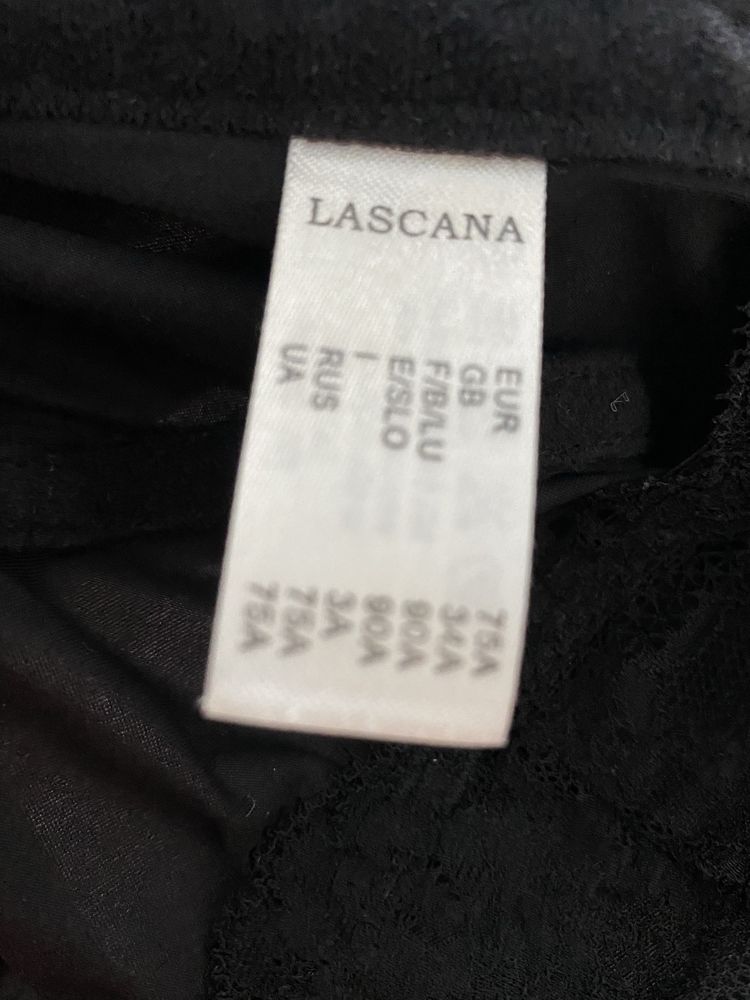 LASCANA
EUR 75A
GB 34A
F/B/LU 90A
E/SLO 90A
I 3A
RUS 75A
UA 75A